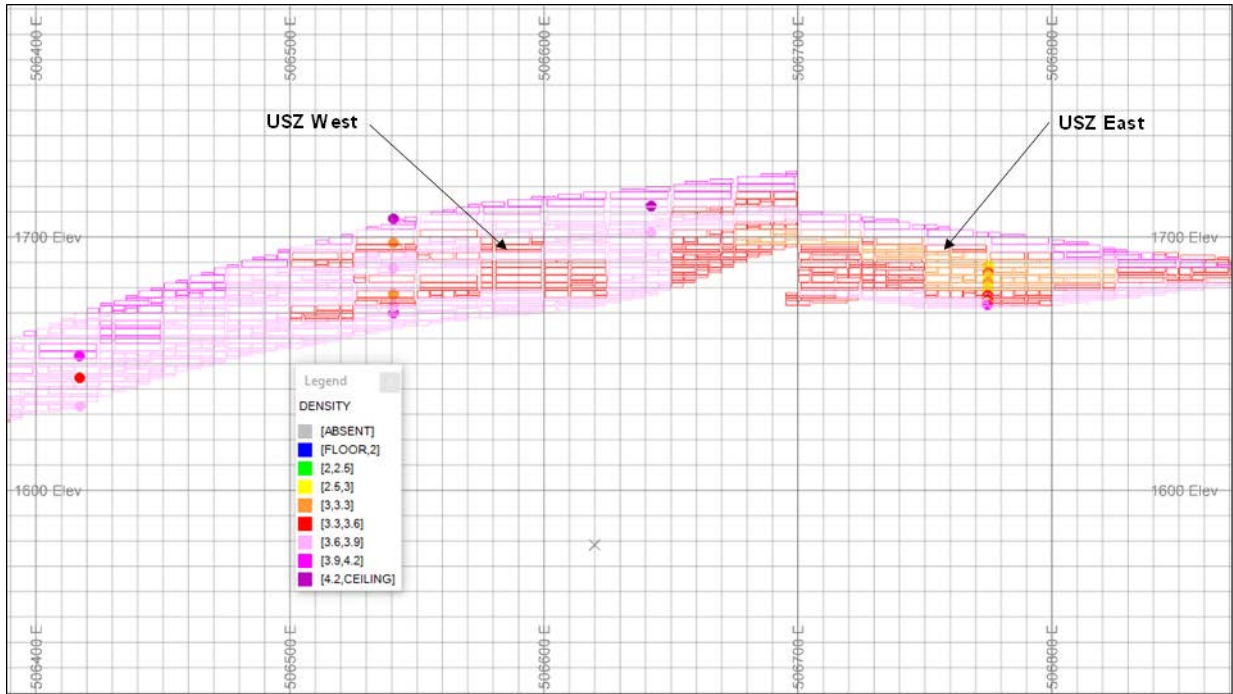 506400 E 506500 E 506600 E 506700 E 506800 E
USZ West USZ East
1700 Elev 1700 Elev
Legend
DENSITY
[ABSENT]
[FLOOR,2]
[2,2.5]
[2.5,3]
[3,3.3]
[3.3,3.6]
[3.6,3.9]
[3.9,4.2]
[4.2,CEILING]
1600 Elev 1600 Elev
506400 E 506500 E 506600 E 506700 E 506800 E